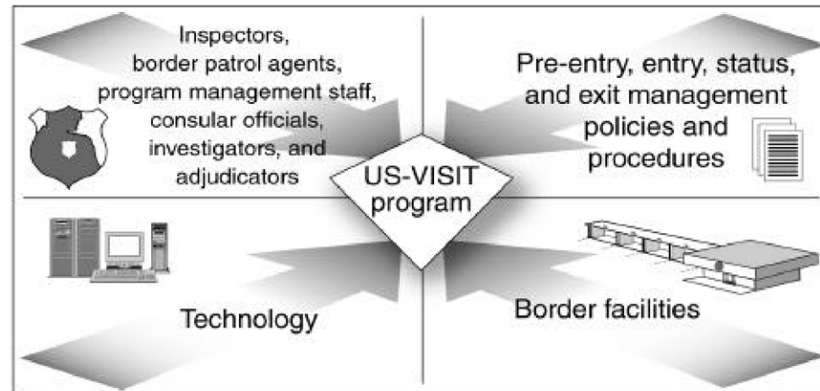 Inspectors,
border patrol agents,
program management staff,
consular officials,
investigators, and
adjudicators
Pre-entry, entry, status,
and exit management
policies and
procedures
US-VISIT
program
Technology
Border facilities